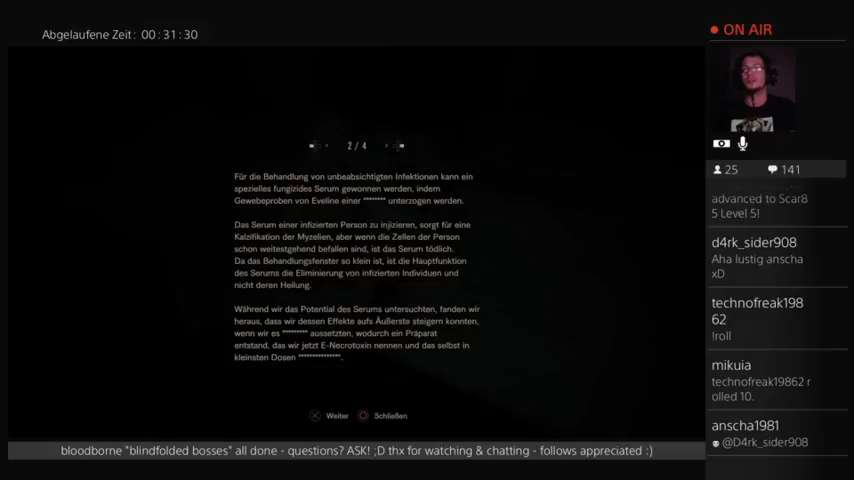 Abgelaufene Zeit: 00:31:30
ON AIR
2 / 4
Für die Behandlung von unbeabsichtigten Infektionen kann ein
spezielles fungizides Serum gewonnen werden, indem
Gewebeproben von Eveline einer ******** unterzogen werden.
Das Serum einer infizierten Person zu injizieren, sorgt für eine
Kalzifikation der Myzelien, aber wenn die Zellen der Person
schon weitestgehend befallen sind, ist das Serum tödlich.
Da das Behandlungsfenster so klein ist, ist die Hauptfunktion
des Serums die Eliminierung von infizierten Individuen und
nicht deren Heilung.
Während wir das Potential des Serums untersuchten, fanden wir
heraus, dass wir dessen Effekte aufs Äußerste steigern konnten,
wenn wir es ********* aussetzten, wodurch ein Präparat
entstand, das wir jetzt E-Necrotoxin nennen und das selbst in
kleinsten Dosen ***************.
Weiter Schließen
25 141
advanced to Scar8
5 Level 5!
d4rk_sider908
Aha lustig anscha
xD
technofreak198
62
!roll
mikuia
technofreak19862 r
olled 10.
anscha1981
@D4rk_sider908
bloodborne "blindfolded bosses" all done - questions? ASK! ;D thx for watching & chatting - follows appreciated :)